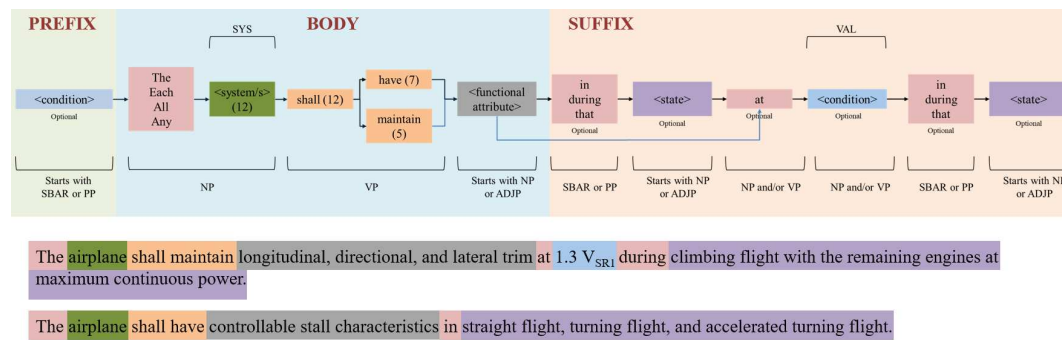 PREFIX BODY SUFFIX
SYS VAL
<condition>
Optional
The
Each
All
Any
<system/s>
(12)
shall (12)
have (7)
maintain
(5)
<functional
attribute>
in
during
that
Optional
<state>
Optional
at
Optional
<condition>
Optional
in
during
that
Optional
<state>
Optional
Starts with
SBAR or PP
NP
VP
Starts with NP
or ADJP
SBAR or PP
Starts with NP
or ADJP
NP and/or VP
NP and/or VP
SBAR or PP
Starts with NP
or ADJP
The airplane shall maintain longitudinal, directional, and lateral trim at 1.3 VSR1 during climbing flight with the remaining engines at
maximum continuous power.
The airplane shall have controllable stall characteristics in straight flight, turning flight, and accelerated turning flight.